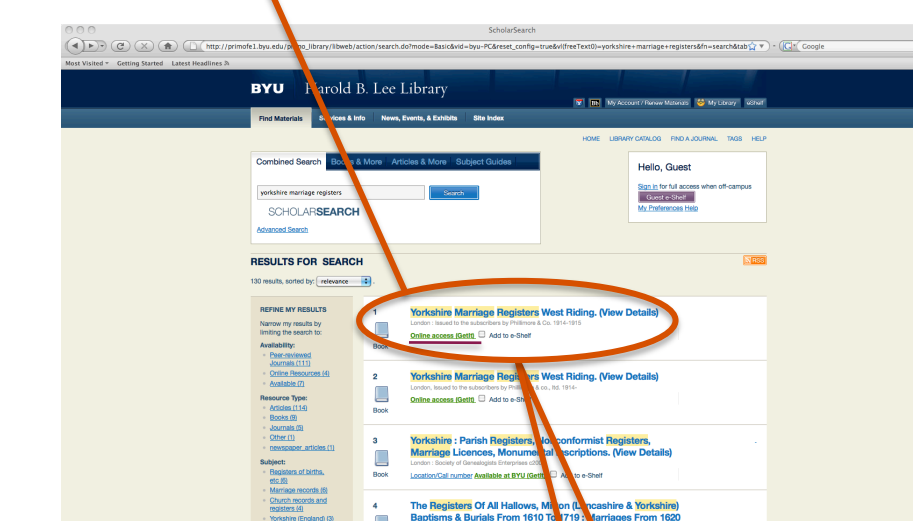 ScholarSearch
http://primofe1.byu.edu/primo_library/libweb/action/search.do?mode=Basic&vid=byu-PC&reset_config=true&vl(freeText0)=yorkshire+marriage+registers&fn=search&tab
Google
Most Visited Getting Started Latest Headlines
BYU Harold B. Lee Library
My Account / Renew Materials My Library eShelf
Find Materials Services & Info News, Events, & Exhibits Site Index
HOME LIBRARY CATALOG FIND A JOURNAL TAGS HELP
Combined Search Books & More Articles & More Subject Guides
Hello, Guest
yorkshire marriage registers Search
Sign in for full access when off-campus
Guest e-Shelf
SCHOLARSEARCH
My Preferences Help
Advanced Search
RESULTS FOR SEARCH
RSS
130 results, sorted by: relevance
REFINE MY RESULTS
Narrow my results by
limiting the search to:
Availability:
Peer-reviewed
Journals (111)
Online Resources (4)
Available (7)
Resource Type:
Articles (114)
Books (9)
Journals (5)
Other (1)
newspaper_articles (1)
Subject:
Registers of births,
etc (6)
Marriage records (6)
Church records and
registers (4)
Yorkshire (England) (3)
1 Yorkshire Marriage Registers West Riding. (View Details)
London : Issued to the subscribers by Phillimore & Co. 1914-1915
Online access (GetIt) Add to e-Shelf
Book
2 Yorkshire Marriage Registers West Riding. (View Details)
London, Issued to the subscribers by Phillimore & co., ltd. 1914-
Online access (GetIt) Add to e-Shelf
Book
3 Yorkshire : Parish Registers, Nonconformist Registers,
Marriage Licences, Monumental Inscriptions. (View Details)
London : Society of Genealogists Enterprises
Book
Location/Call number Available at BYU (GetIt) Add to e-Shelf
4 The Registers Of All Hallows, Mitton (Lancashire & Yorkshire)
Baptisms & Burials From 1610 To 1719 : Marriages From 1620